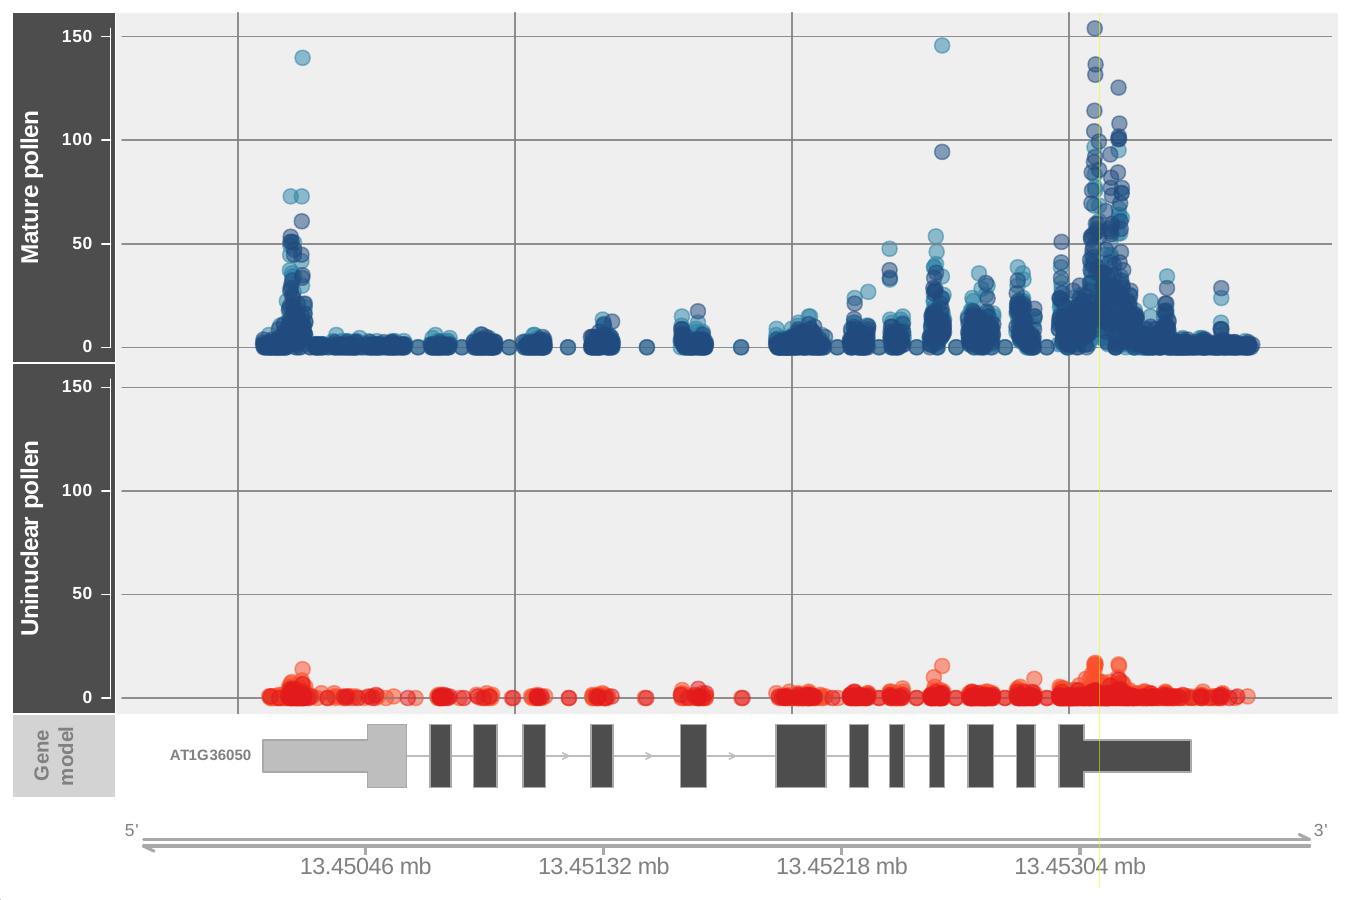 Mature pollen
150
100
50
0
Uninuclear pollen
150
100
50
0
Gene
model
AT1G36050
5'
3'
13.45046 mb
13.45132 mb
13.45218 mb
13.45304 mb